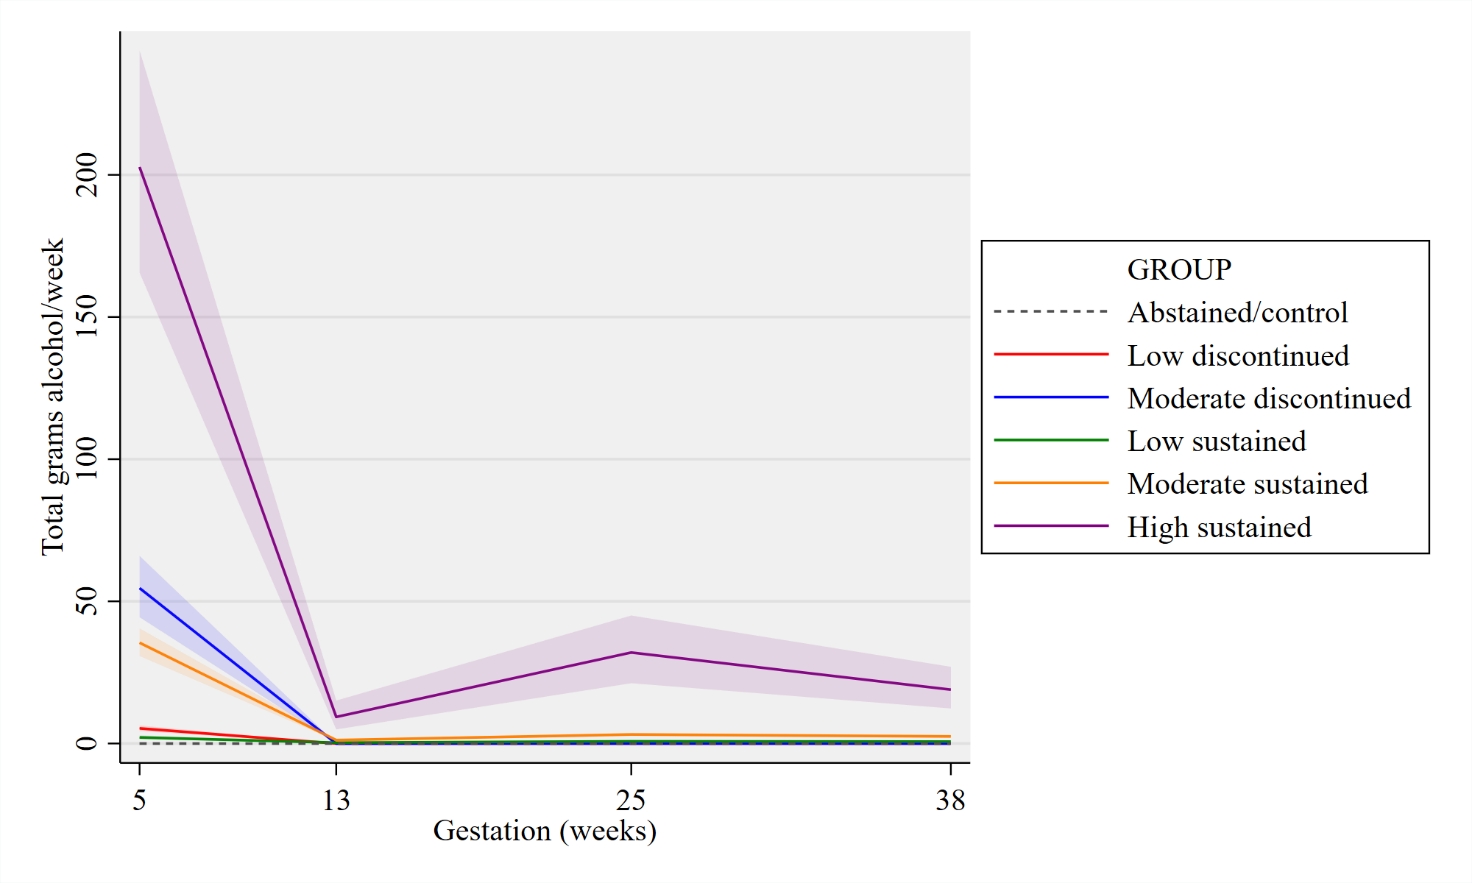 Total grams alcohol/week
200
150
100
50
0
5 13 25 38
Gestation (weeks)
GROUP
Abstained/control
Low discontinued
Moderate discontinued
Low sustained
Moderate sustained
High sustained